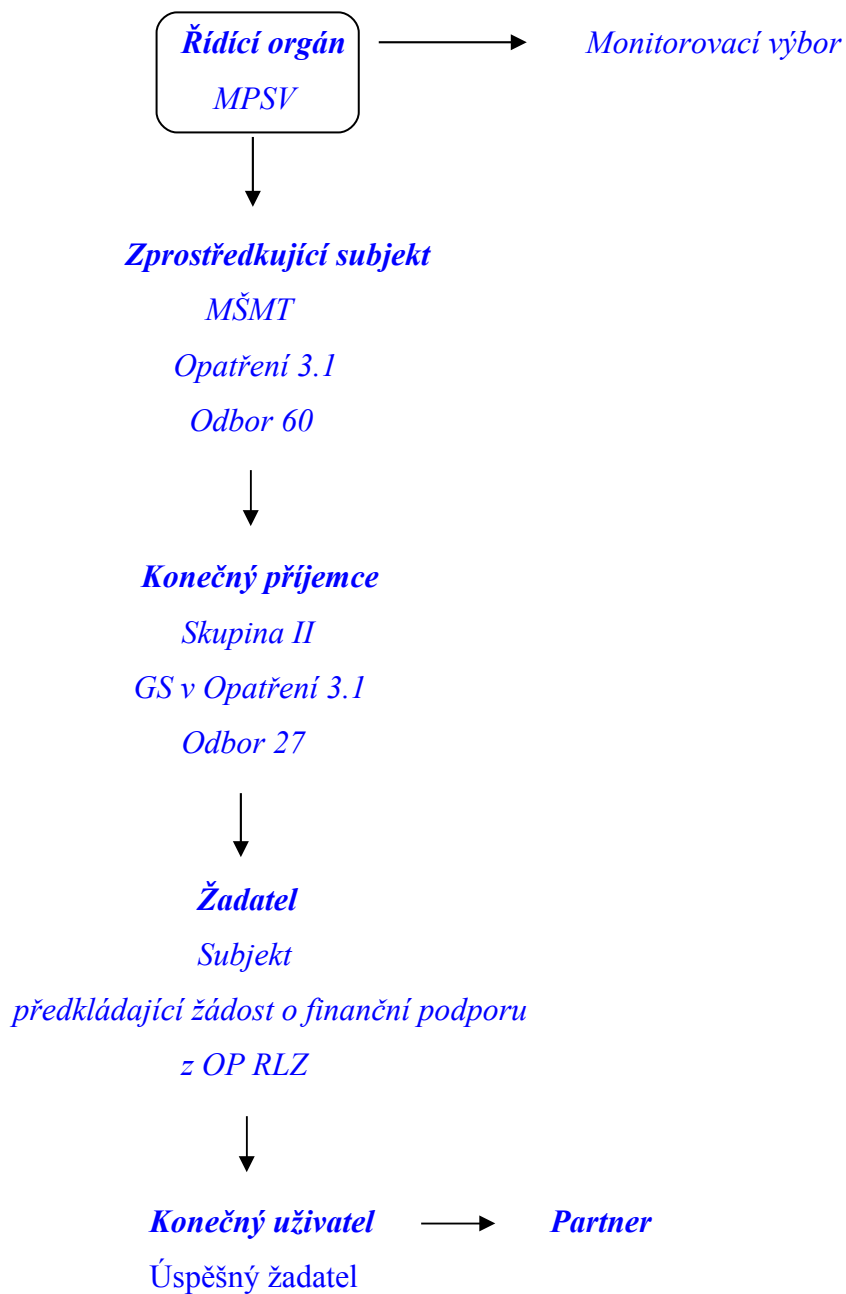 Řídící orgán
Monitorovací výbor
MPSV
Zprostředkující subjekt
MŠMT
Opatření 3.1
Odbor 60
Konečný příjemce
Skupina II
GS v Opatření 3.1
Odbor 27
Žadatel
Subjekt
předkládající žádost o finanční podporu
z OP RLZ
Konečný uživatel
Partner
Úspěšný žadatel